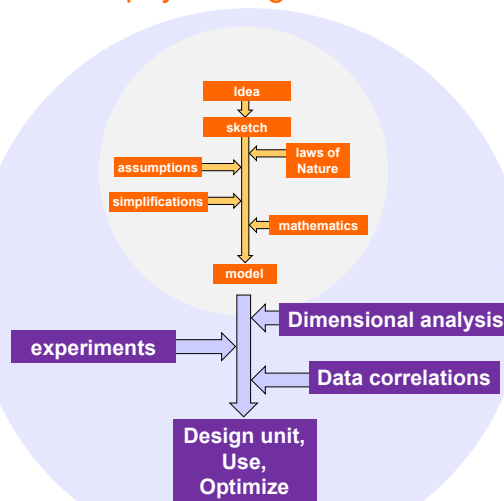 Idea
sketch
laws of
Nature
assumptions
simplifications
mathematics
model
Dimensional analysis
experiments
Data correlations
Design unit,
Use,
Optimize